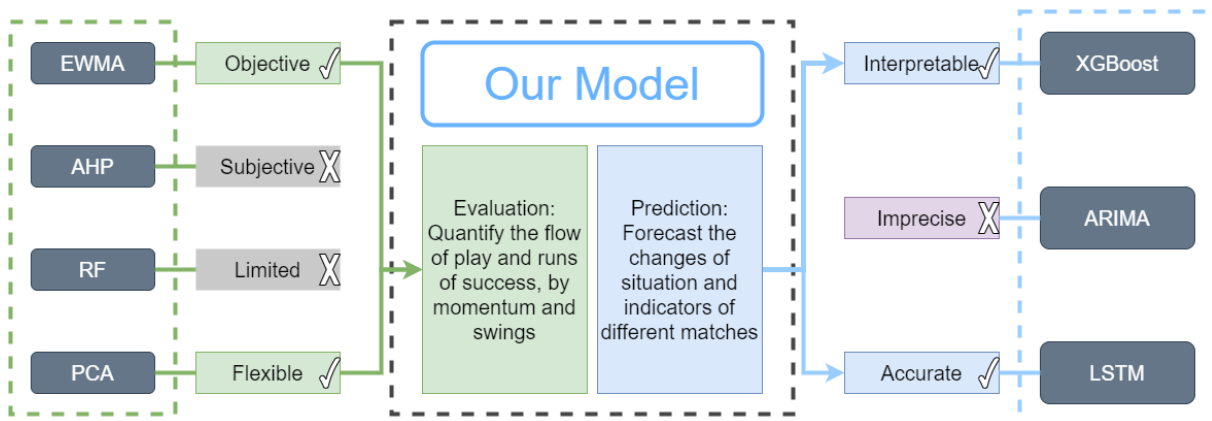 EWMA
Objective
AHP
Subjective
RF
Limited
PCA
Flexible
Our Model
Evaluation:
Quantify the flow
of play and runs
of success, by
momentum and
swings
Prediction:
Forecast the
changes of
situation and
indicators of
different matches
Interpretable
XGBoost
Imprecise
ARIMA
Accurate
LSTM